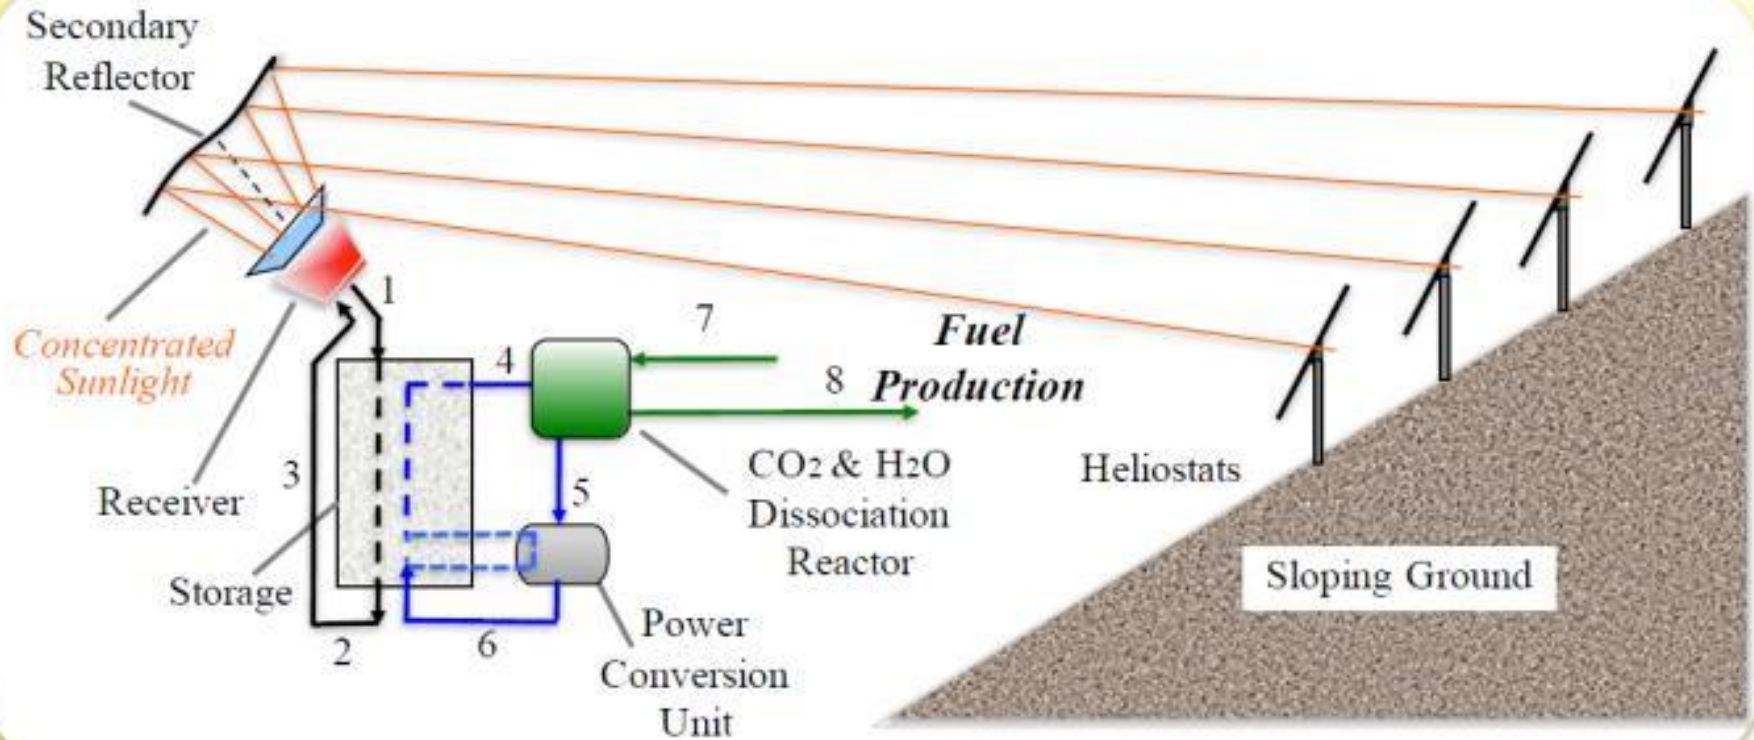 Secondary
Reflector
Concentrated
Sunlight
1
7
Fuel
4
8
Production
3
CO2 & H2O
Heliostats
Receiver
5
Dissociation
Reactor
Storage
Sloping Ground
2
6
Power
Conversion
Unit